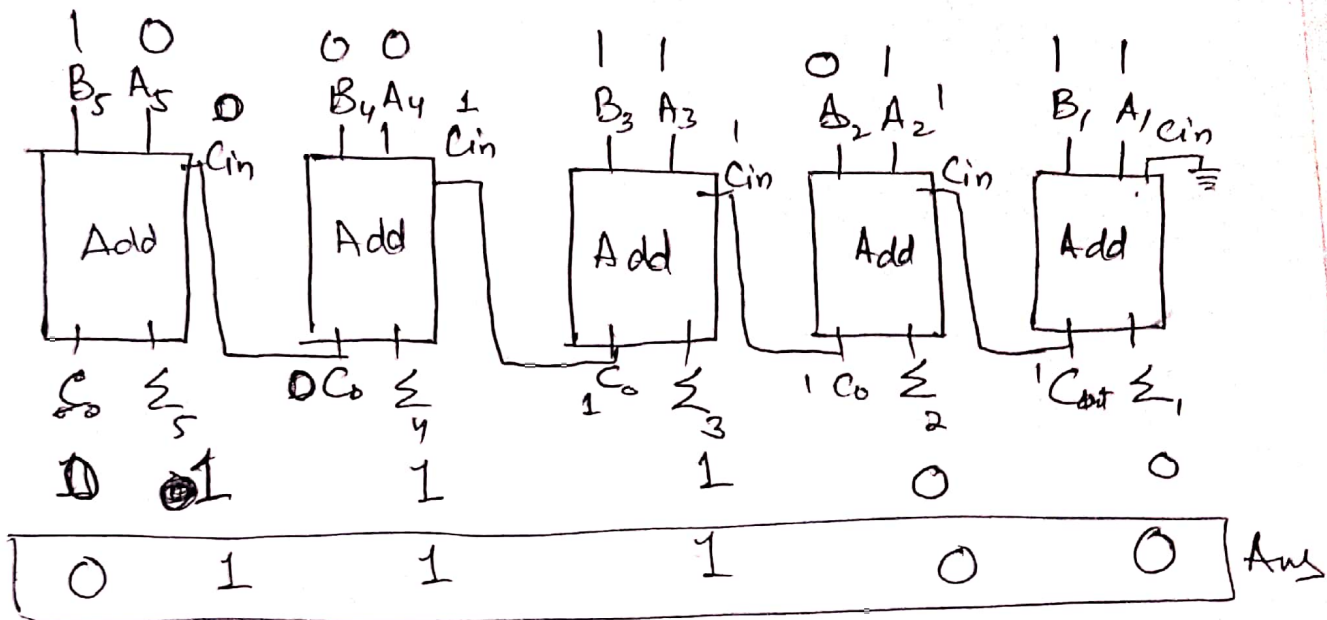 1 0 0 0 1 1 0 1 1 1
B5 A5 0 B4 A4 1 B3 A3 1 A2 A2 1 B1 A1
Cin Cin Cin Cin Cin
Add Add Add Add Add
Co Σ5 0 Co Σ4 1 Co Σ3 1 Co Σ2 1 Cout Σ1
1 1 1 0 0
0 1 1 1 0 0 Ans